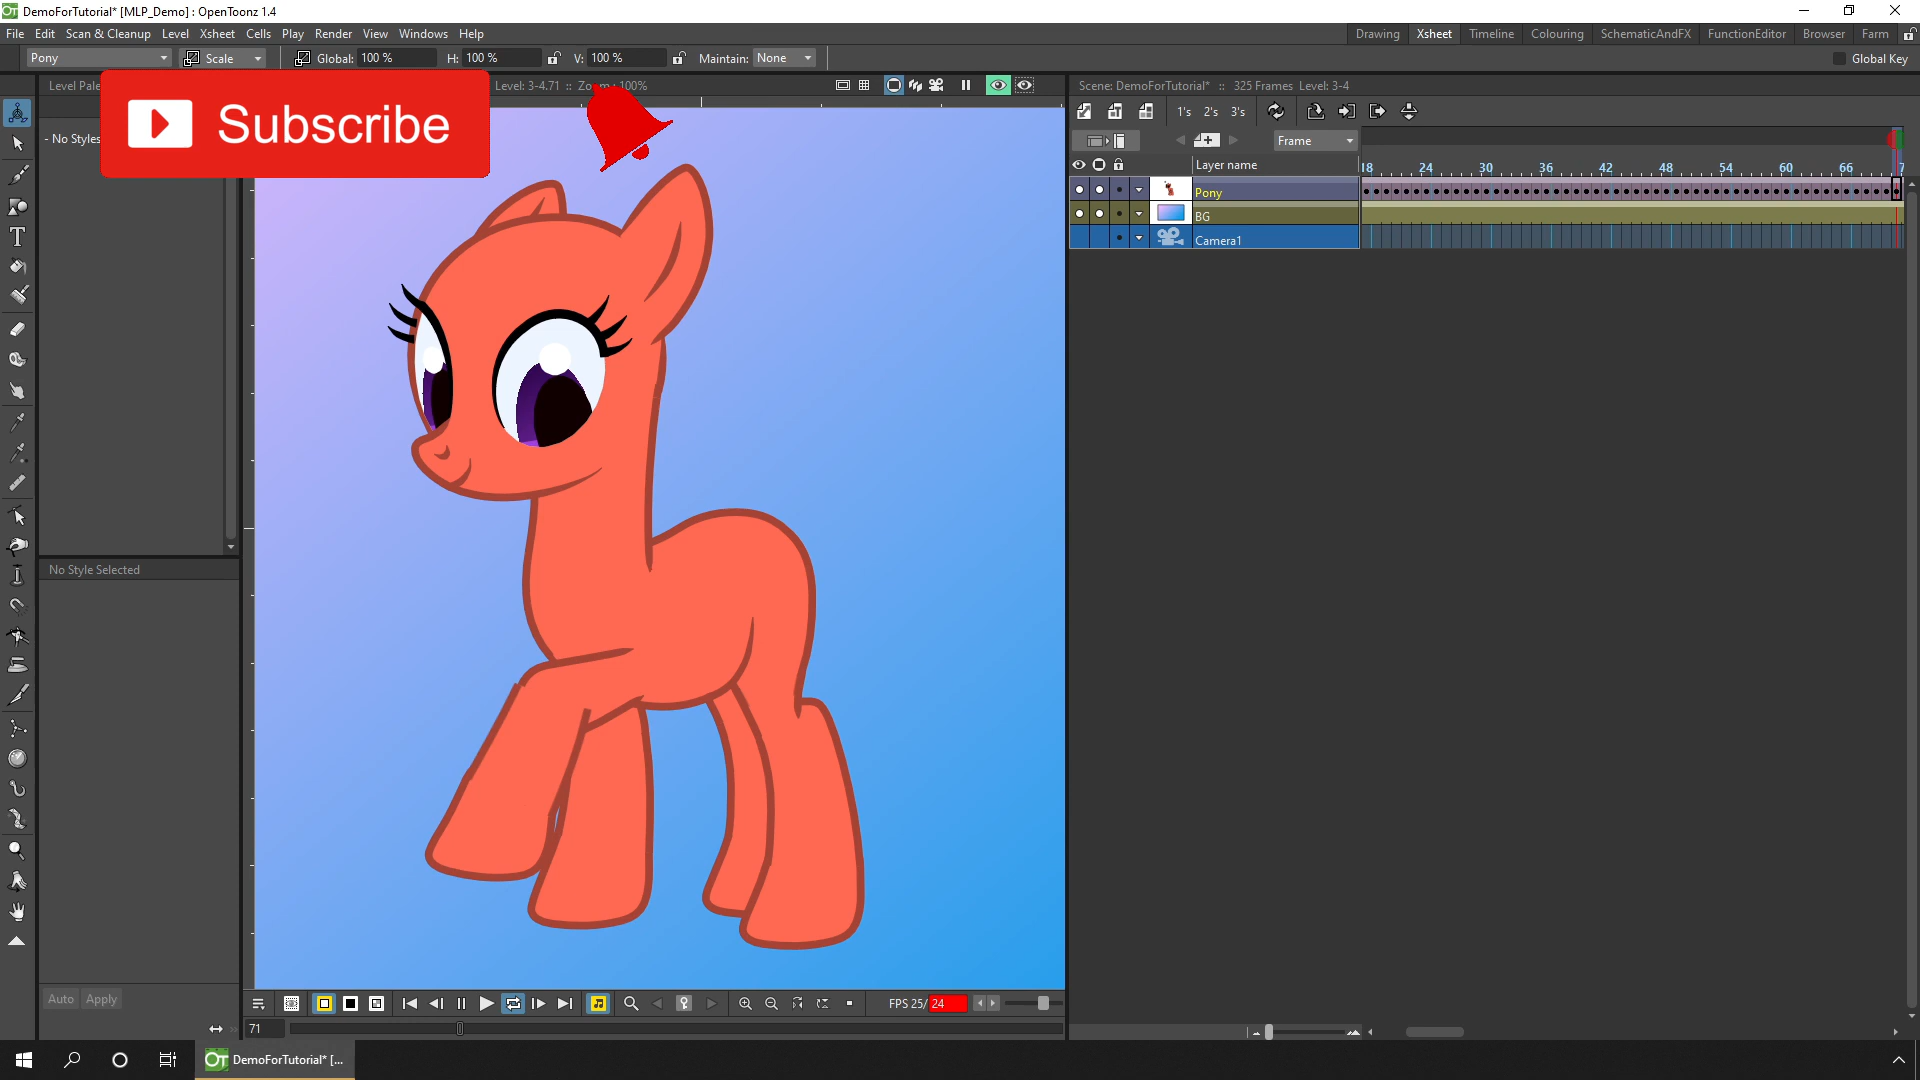 DemoForTutorial* [MLP_Demo] : OpenToonz 1.4
File Edit Scan & Cleanup Level Xsheet Cells Play Render View Windows Help
Drawing Xsheet Timeline Colouring SchematicAndFX FunctionEditor Browser Farm
Pony Scale Global: 100 % H: 100 % V: 100 % Maintain: None Global Key
Level Pale
Level: 3-4.71 :: 100%
Scene: DemoForTutorial* :: 325 Frames Level: 3-4
Subscribe
1's 2's 3's
- No Styles
Frame
Layer name
18 24 30 36 42 48 54 60 66 7
Pony
BG
Camera1
No Style Selected
Auto Apply
FPS 25/ 24
71
OT DemoForTutorial* [...